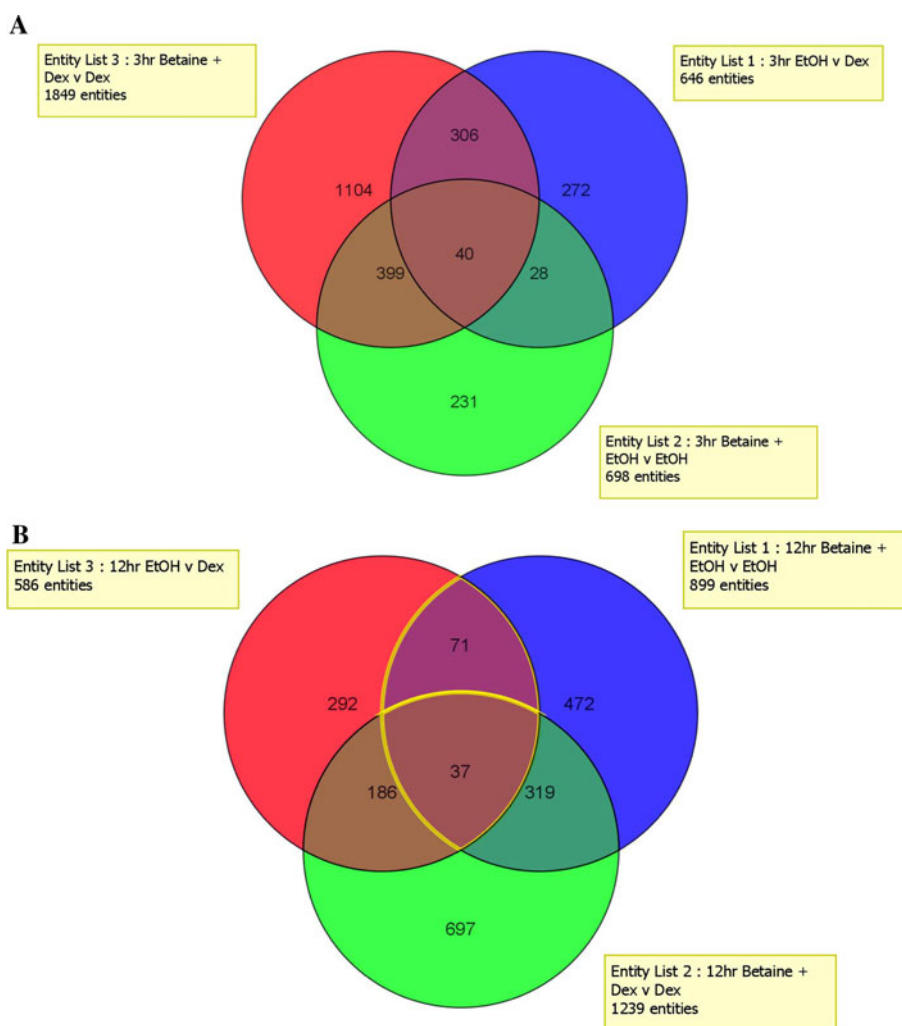 A
Entity List 3 : 3hr Betaine +
Dex v Dex
1849 entities
Entity List 1 : 3hr EtOH v Dex
646 entities
306
1104
272
40
399
28
231
Entity List 2 : 3hr Betaine +
EtOH v EtOH
698 entities
B
Entity List 3 : 12hr EtOH v Dex
586 entities
Entity List 1 : 12hr Betaine +
EtOH v EtOH
899 entities
71
292
472
37
186
319
697
Entity List 2 : 12hr Betaine +
Dex v Dex
1239 entities